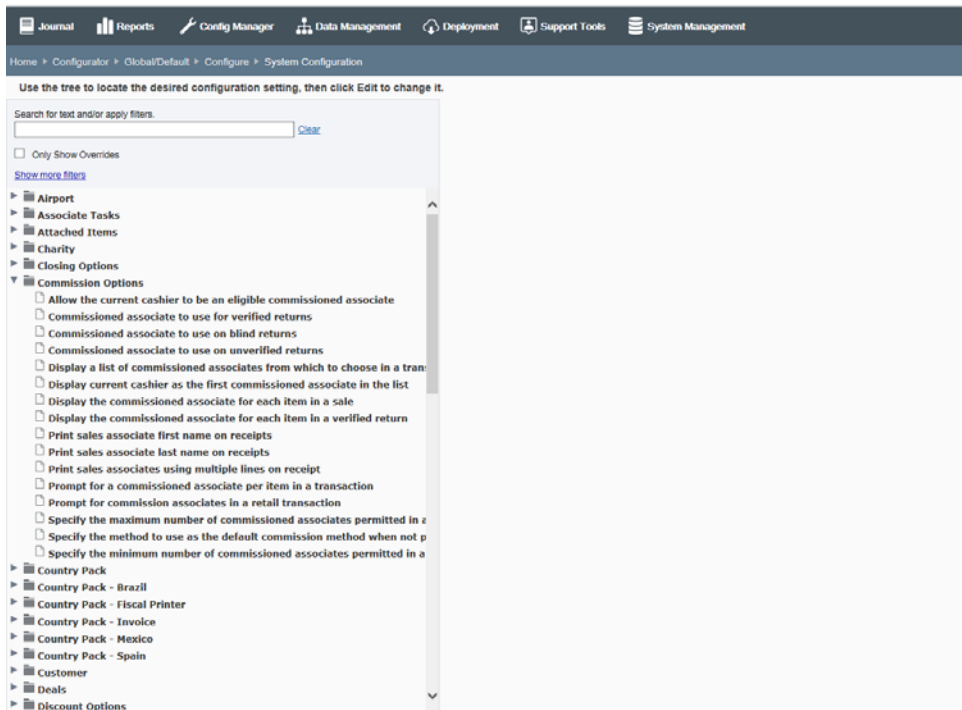 Journal Reports Config Manager Data Management Deployment Support Tools System Management
Home Configurator Global/Default Configure System Configuration
Use the tree to locate the desired configuration setting, then click Edit to change it.
Search for text and/or apply filters.
Clear
Only Show Overrides
Show more filters
Airport
Associate Tasks
Attached Items
Charity
Closing Options
Commission Options
Allow the current cashier to be an eligible commissioned associate
Commissioned associate to use for verified returns
Commissioned associate to use on blind returns
Commissioned associate to use on unverified returns
Display a list of commissioned associates from which to choose in a tran
Display current cashier as the first commissioned associate in the list
Display the commissioned associate for each item in a sale
Display the commissioned associate for each item in a verified return
Print sales associate first name on receipts
Print sales associate last name on receipts
Print sales associates using multiple lines on receipt
Prompt for a commissioned associate per item in a transaction
Prompt for commission associates in a retail transaction
Specify the maximum number of commissioned associates permitted in a
Specify the method to use as the default commission method when not p
Specify the minimum number of commissioned associates permitted in a
Country Pack
Country Pack - Brazil
Country Pack - Fiscal Printer
Country Pack - Invoice
Country Pack - Mexico
Country Pack - Spain
Customer
Deals
Discount Options